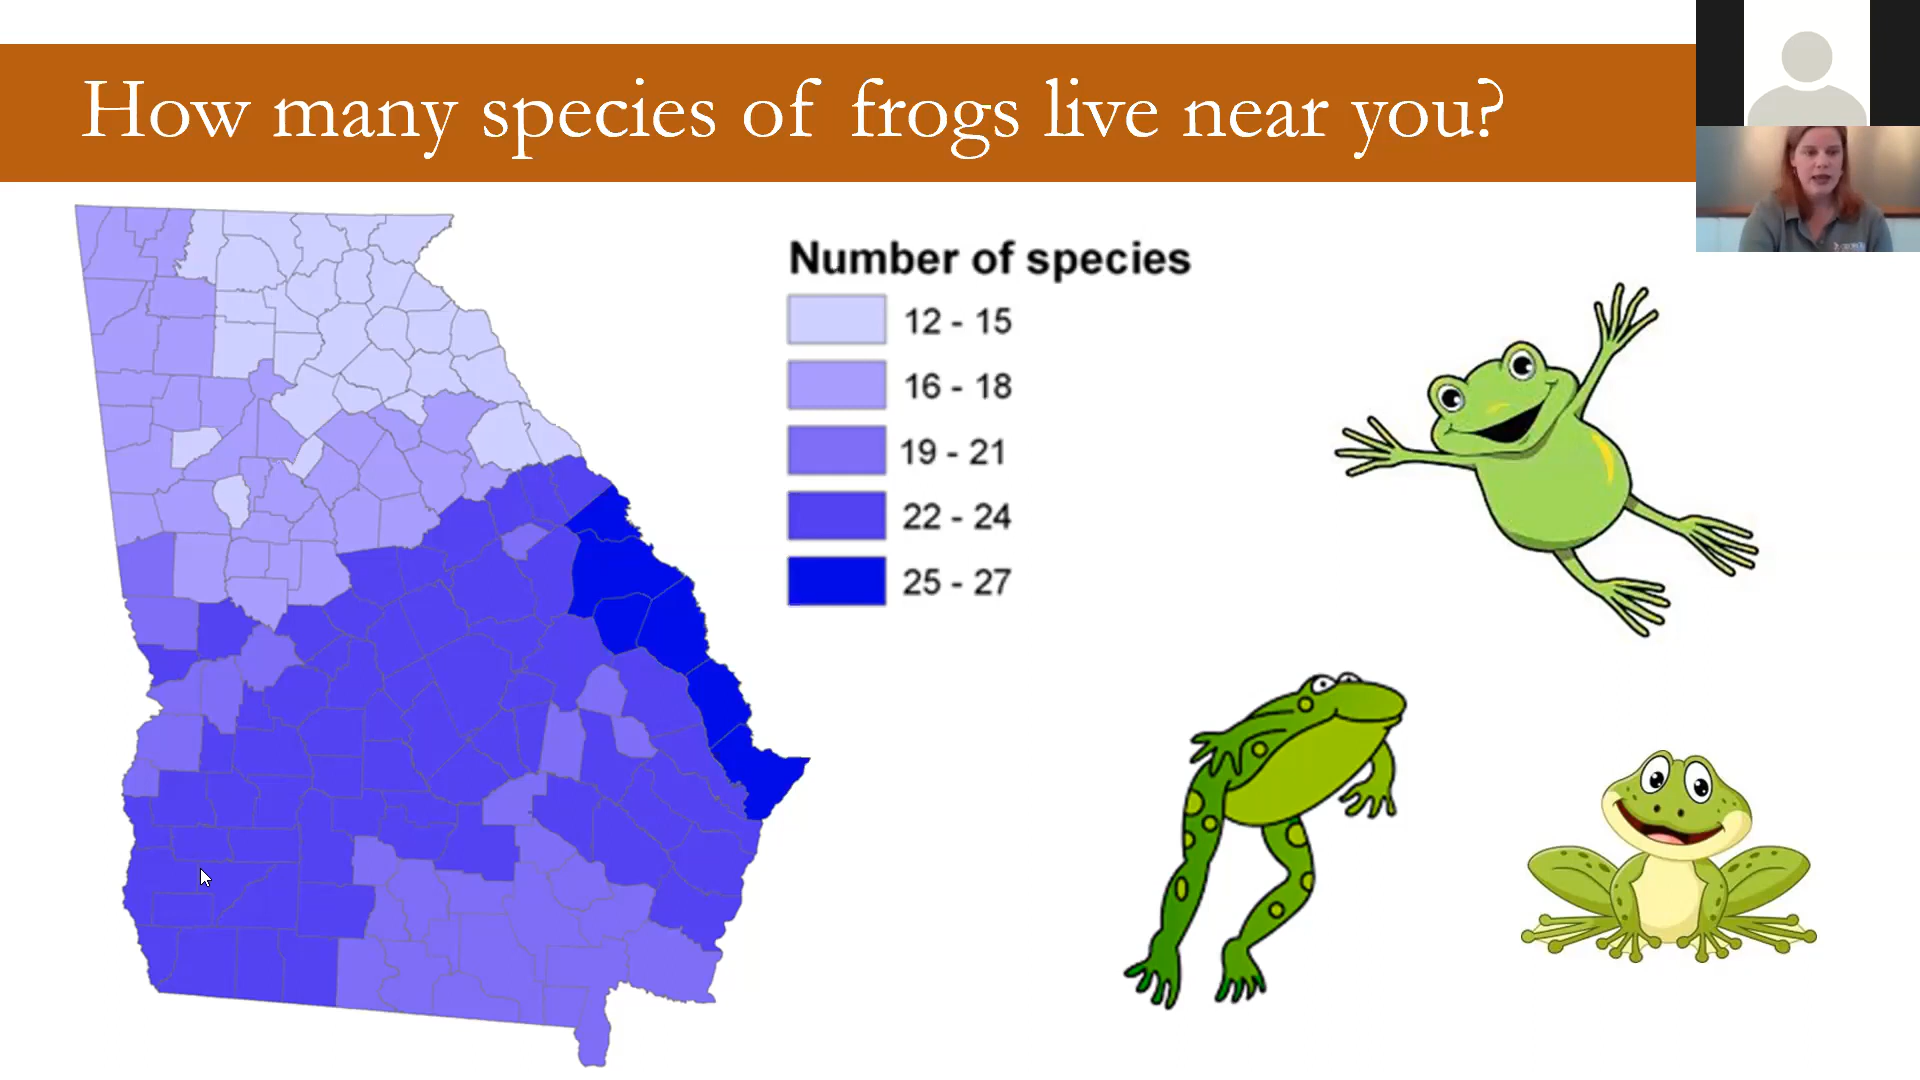 How many species of frogs live near you?
Number of species
12 - 15
16 - 18
19 - 21
22 - 24
25 - 27